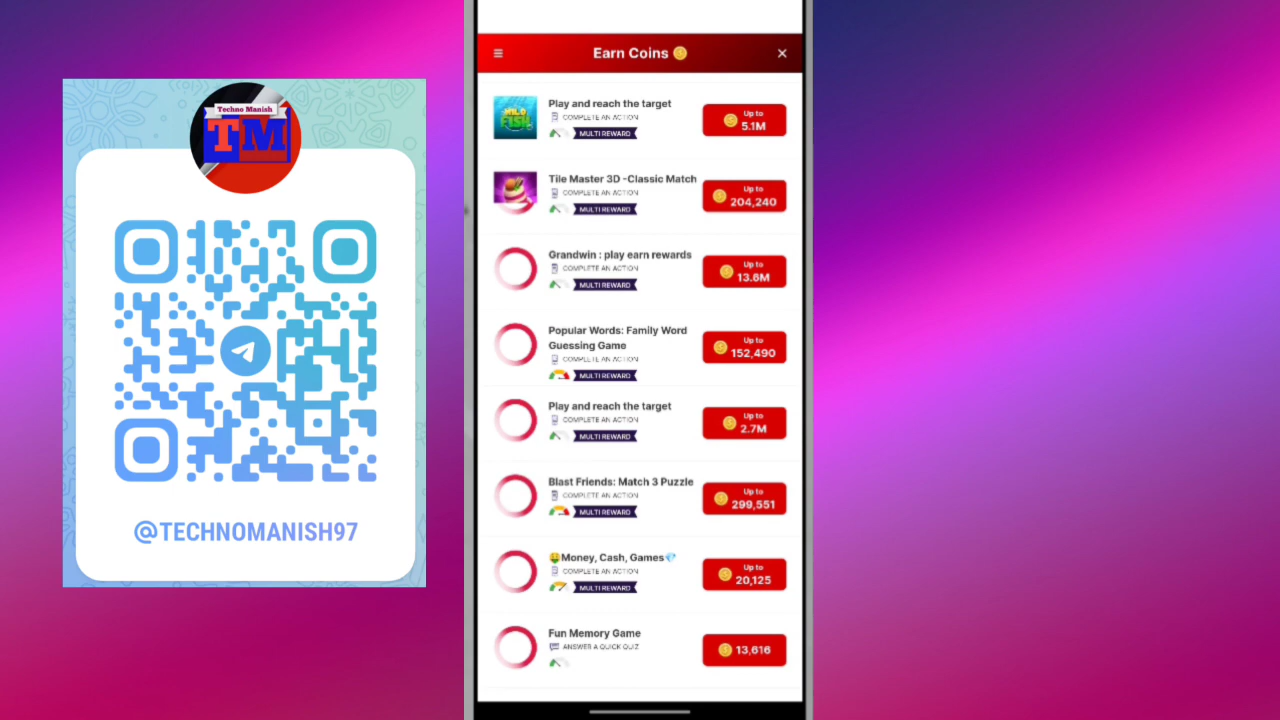 Techno Manish
TM
@TECHNOMANISH97
Earn Coins
WILD
FISH
Play and reach the target
COMPLETE AN ACTION
MULTI REWARD
Up to
5.1M
Tile Master 3D -Classic Match
COMPLETE AN ACTION
MULTI REWARD
Up to
204,240
Grandwin : play earn rewards
COMPLETE AN ACTION
MULTI REWARD
Up to
13.6M
Popular Words: Family Word
Guessing Game
COMPLETE AN ACTION
MULTI REWARD
Up to
152,490
Play and reach the target
COMPLETE AN ACTION
MULTI REWARD
Up to
2.7M
Blast Friends: Match 3 Puzzle
COMPLETE AN ACTION
MULTI REWARD
Up to
299,551
🤑Money, Cash, Games💎
COMPLETE AN ACTION
MULTI REWARD
Up to
20,125
Fun Memory Game
ANSWER A QUICK QUIZ
13,616